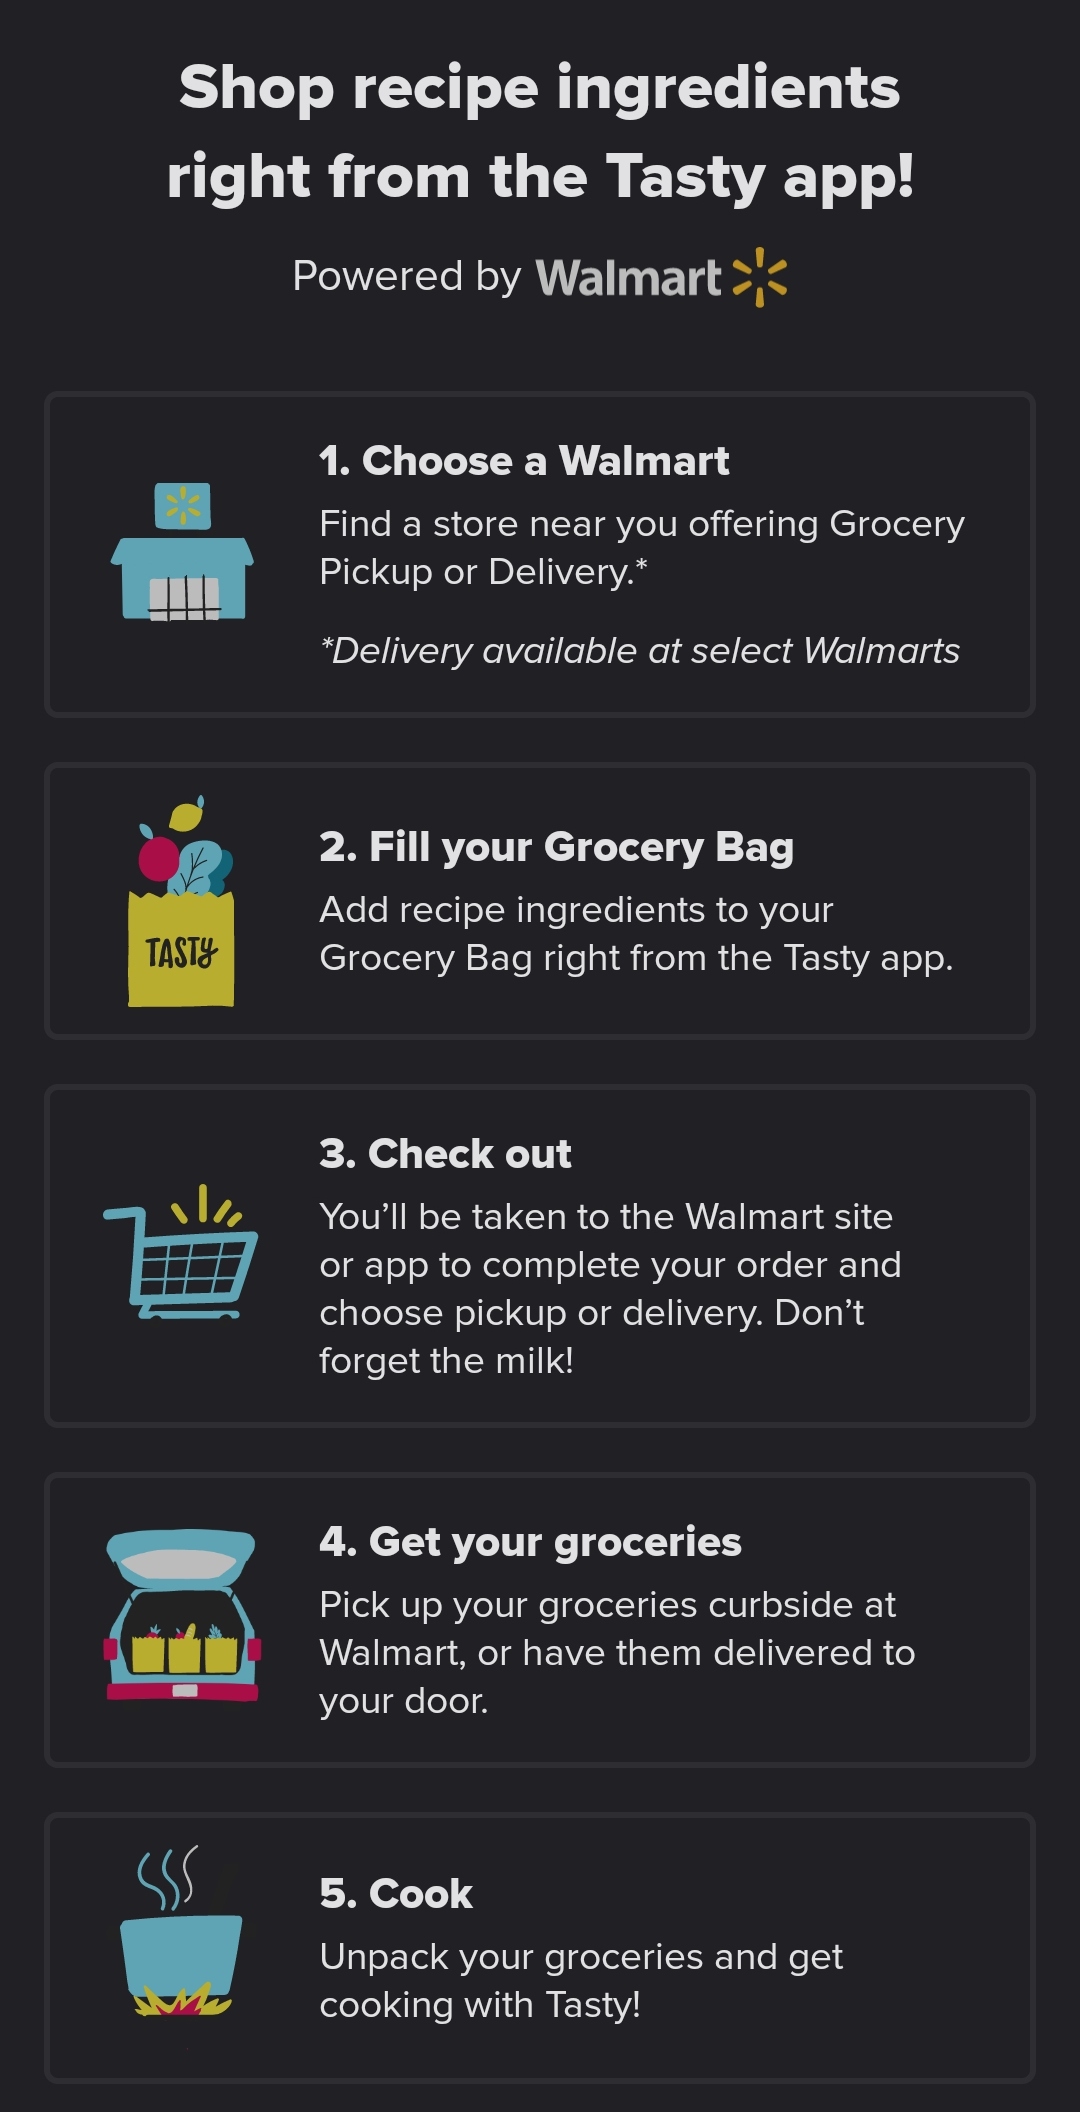 Shop recipe ingredients
right from the Tasty app!
Powered by Walmart
1. Choose a Walmart
Find a store near you offering Grocery
Pickup or Delivery.*
*Delivery available at select Walmarts
2. Fill your Grocery Bag
Add recipe ingredients to your
Grocery Bag right from the Tasty app.
TASTY
3. Check out
You’ll be taken to the Walmart site
or app to complete your order and
choose pickup or delivery. Don’t
forget the milk!
4. Get your groceries
Pick up your groceries curbside at
Walmart, or have them delivered to
your door.
5. Cook
Unpack your groceries and get
cooking with Tasty!